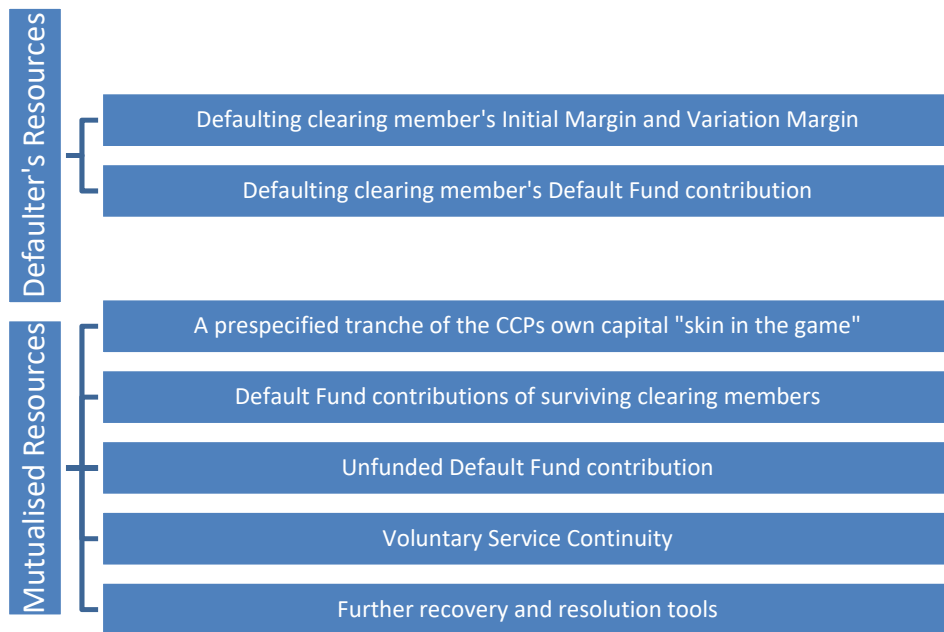 Defaulter's Resources
Defaulting clearing member's Initial Margin and Variation Margin
Defaulting clearing member's Default Fund contribution
Mutualised Resources
A prespecified tranche of the CCPs own capital "skin in the game"
Default Fund contributions of surviving clearing members
Unfunded Default Fund contribution
Voluntary Service Continuity
Further recovery and resolution tools